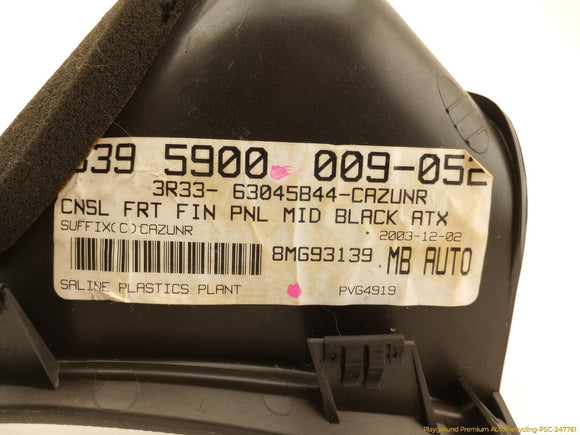 5900 009-052
3R33- 63045B44-CAZUNR
CNSL FRT FIN PNL MID BLACK ATX
SUFFIX(C):CAZUNR 2003-12-02
8MG93139 MB AUTO
SALINE PLASTICS PLANT PVG4919
Playground Premium Auto Recycling-PSC-247761